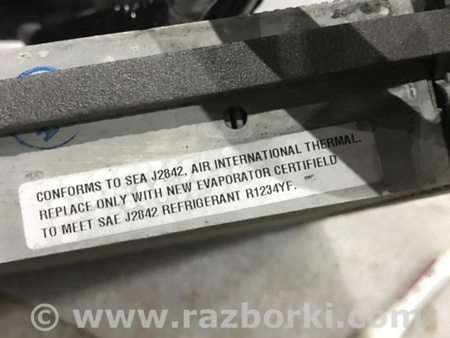 CONFORMS TO SEA J2842, AIR INTERNATIONAL THERMAL.
REPLACE ONLY WITH NEW EVAPORATOR CERTIFIELD
TO MEET SAE J2842 REFRIGERANT R1234YF.
© www.razborki.com